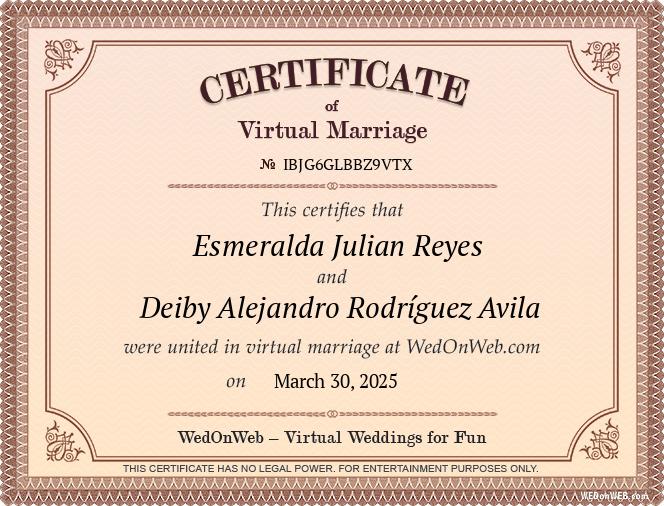 CERTIFICATE
of
Virtual Marriage
№ IBJG6GLBBZ9VTX
This certifies that
Esmeralda Julian Reyes
and
Deiby Alejandro Rodríguez Avila
were united in virtual marriage at WedOnWeb.com
on March 30, 2025
WedOnWeb – Virtual Weddings for Fun
THIS CERTIFICATE HAS NO LEGAL POWER. FOR ENTERTAINMENT PURPOSES ONLY.
WEDonWEB.com